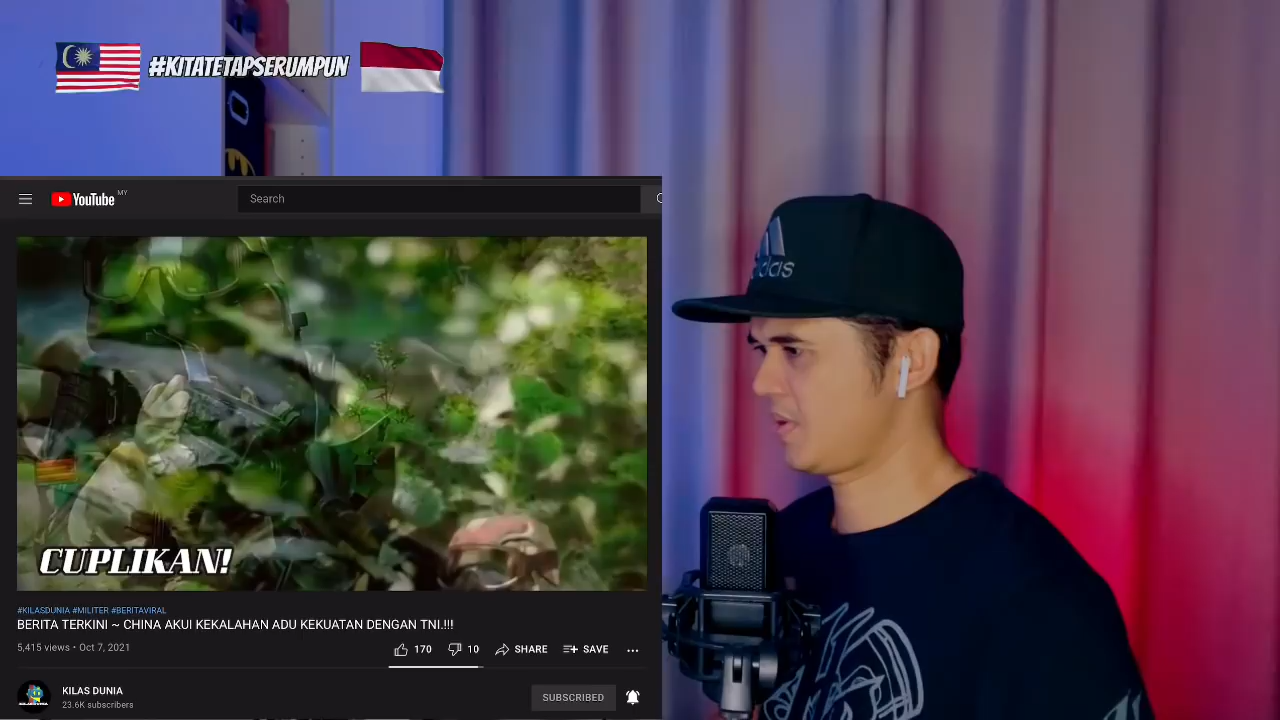 #KITATETAPSERUMPUN
YouTube MY
Search
CUPLIKAN!
#KILASDUNIA #MILITER #BERITAVIRAL
BERITA TERKINI ~ CHINA AKUI KEKALAHAN ADU KEKUATAN DENGAN TNI.!!!
5,415 views • Oct 7, 2021
170
10
SHARE
SAVE
KILAS DUNIA
23.6K subscribers
SUBSCRIBED